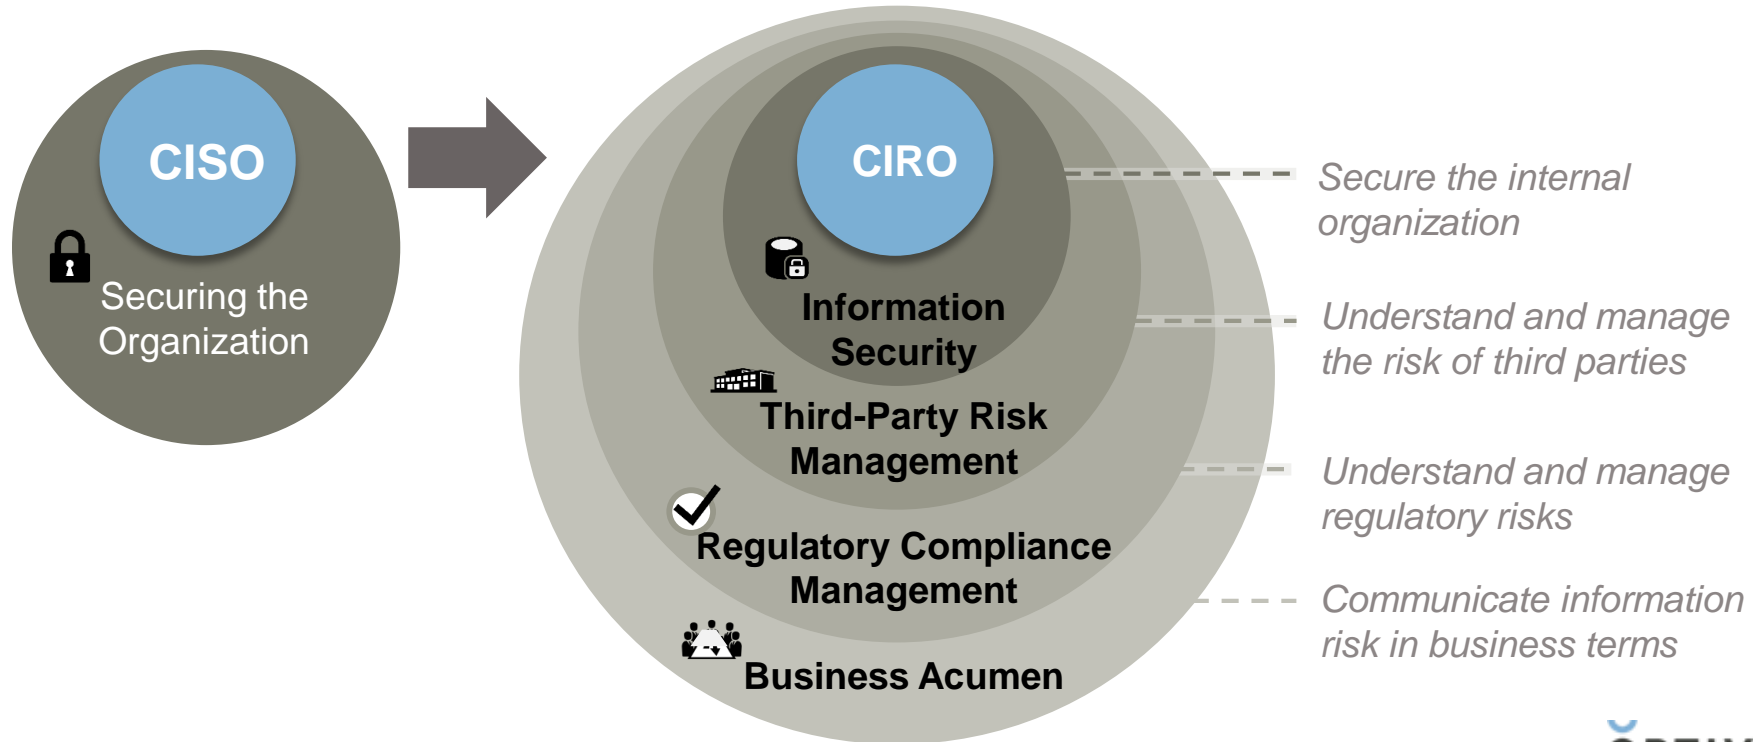 CISO
Securing the
Organization
CIRO
Information
Security
Third-Party Risk
Management
Regulatory Compliance
Management
Business Acumen
Secure the internal
organization
Understand and manage
the risk of third parties
Understand and manage
regulatory risks
Communicate information
risk in business terms